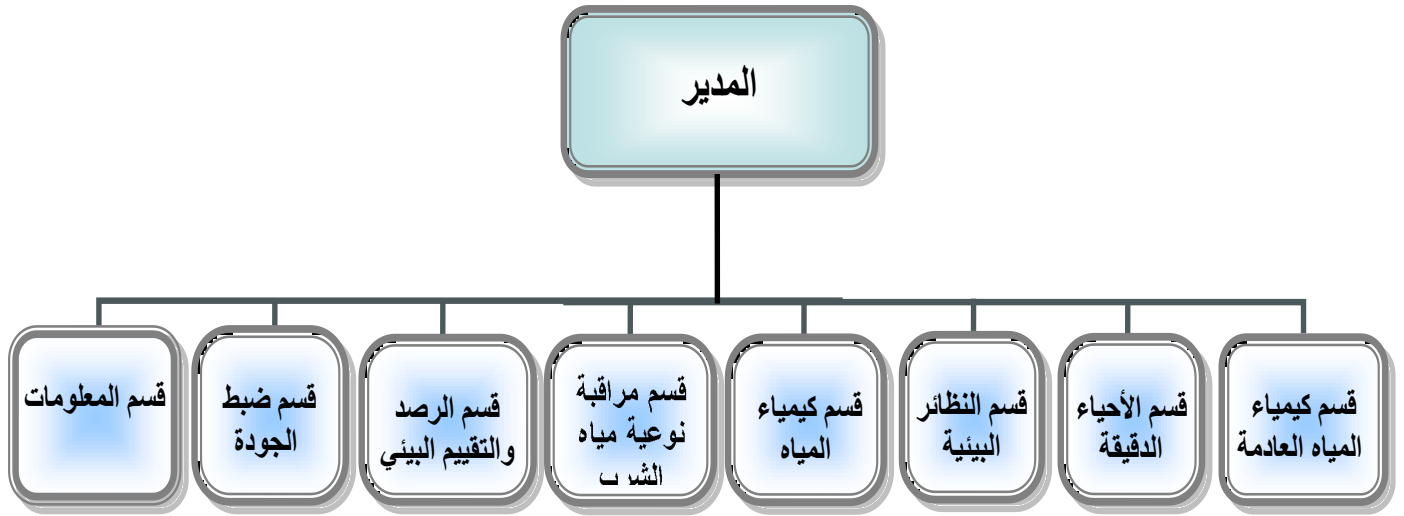 المدير
قسم كيمياء
المياه العادمة
قسم الأحياء
الدقيقة
قسم النظائر
البيئية
قسم كيمياء
المياه
قسم مراقبة
نوعية مياه
الشرب
قسم الرصد
والتقييم البيئي
قسم ضبط
الجودة
قسم المعلومات